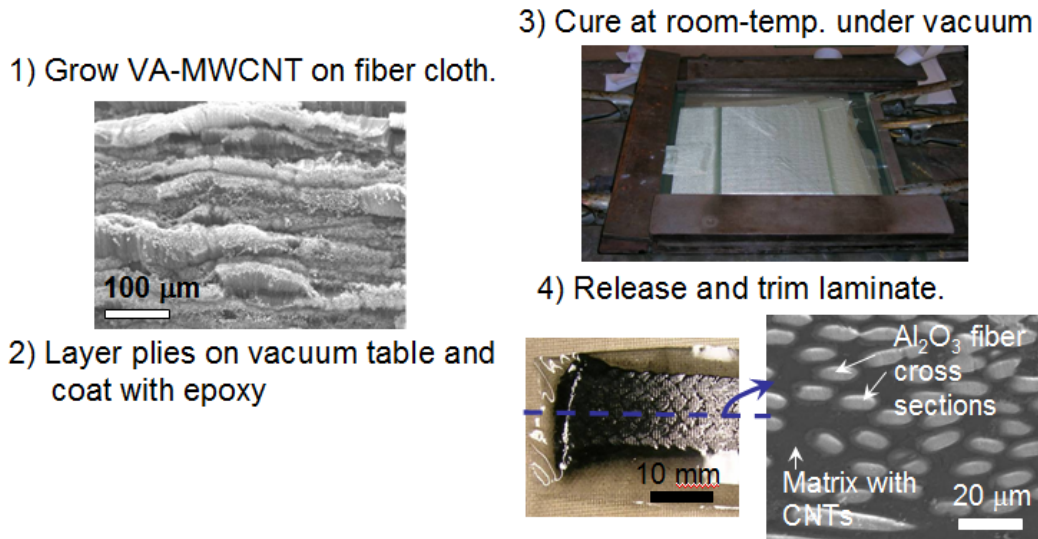 1) Grow VA-MWCNT on fiber cloth.
100 μm
2) Layer plies on vacuum table and
coat with epoxy
3) Cure at room-temp. under vacuum
4) Release and trim laminate.
10 mm
Al₂O₃ fiber
cross
sections
Matrix with
CNTs
20 μm